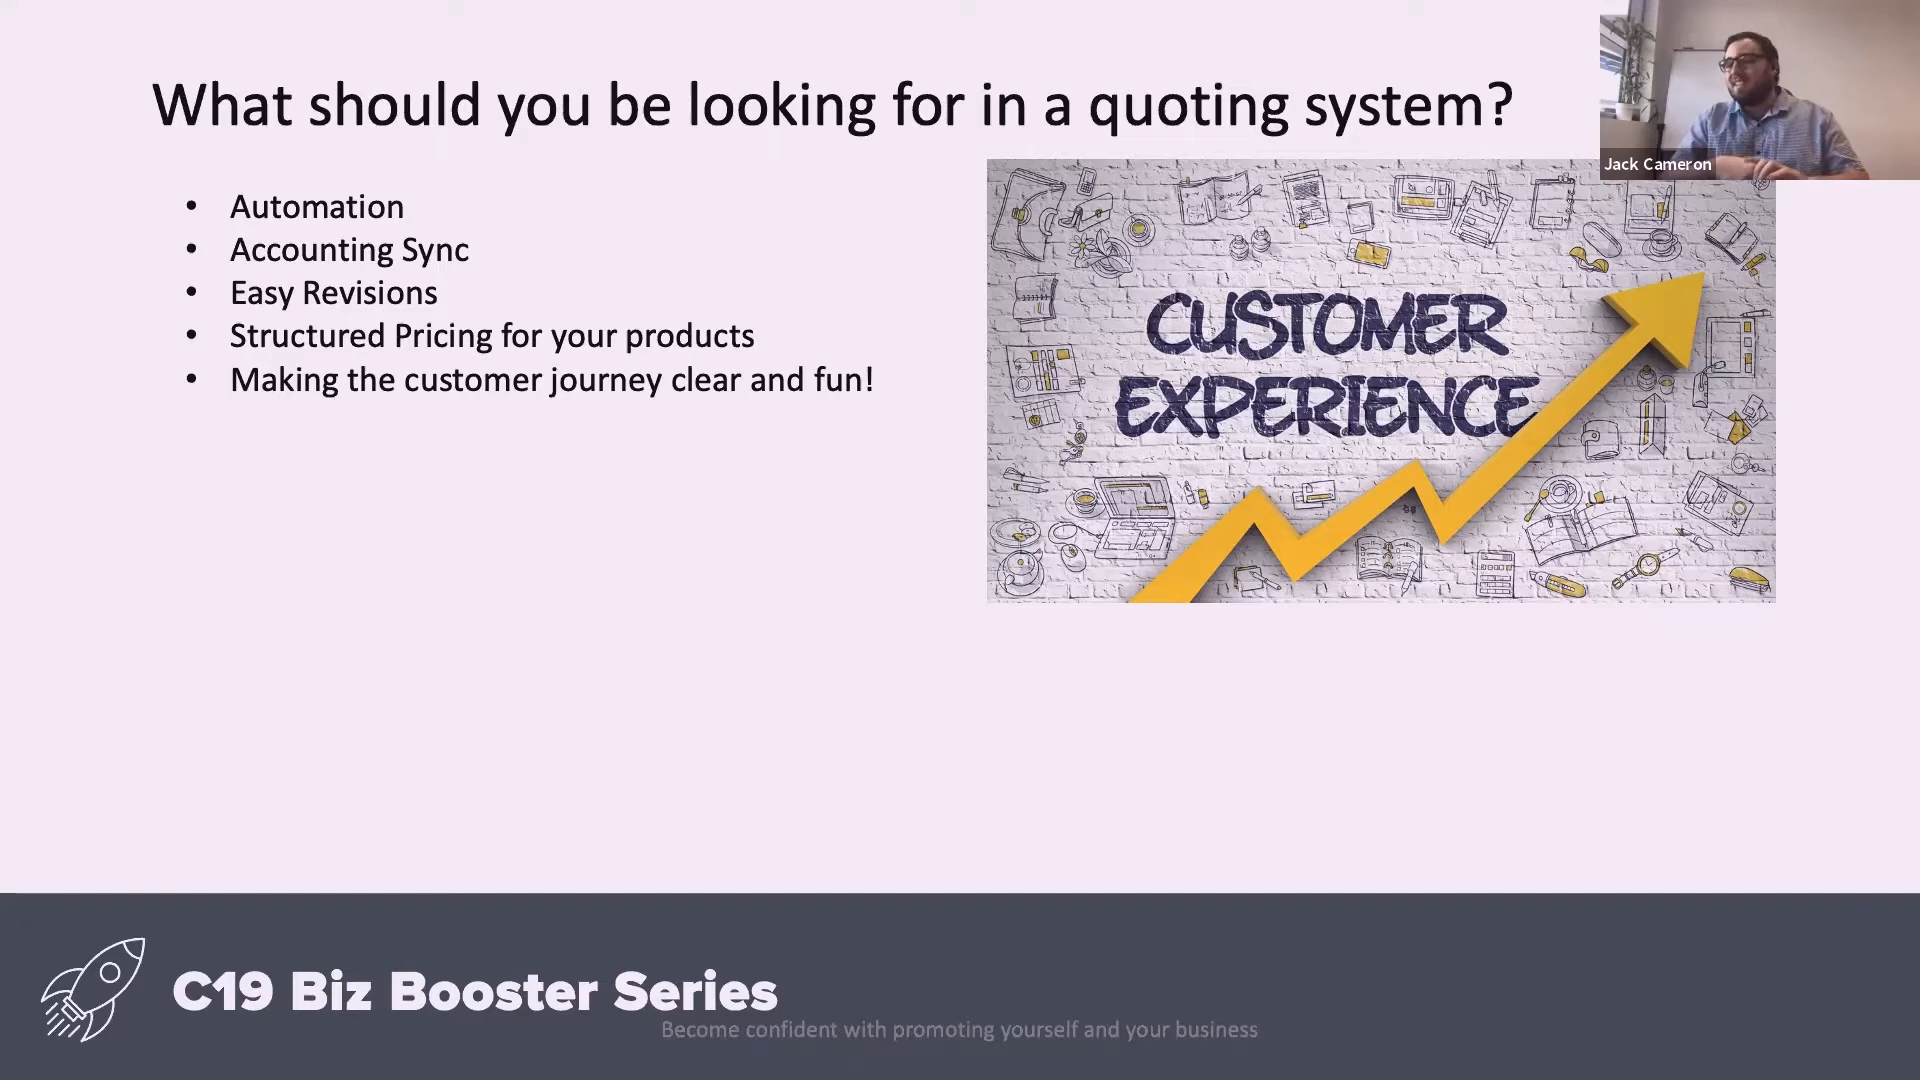 What should you be looking for in a quoting system?
Jack Cameron
• Automation
• Accounting Sync
• Easy Revisions
• Structured Pricing for your products
• Making the customer journey clear and fun!
CUSTOMER
EXPERIENCE
C19 Biz Booster Series
Become confident with promoting yourself and your business